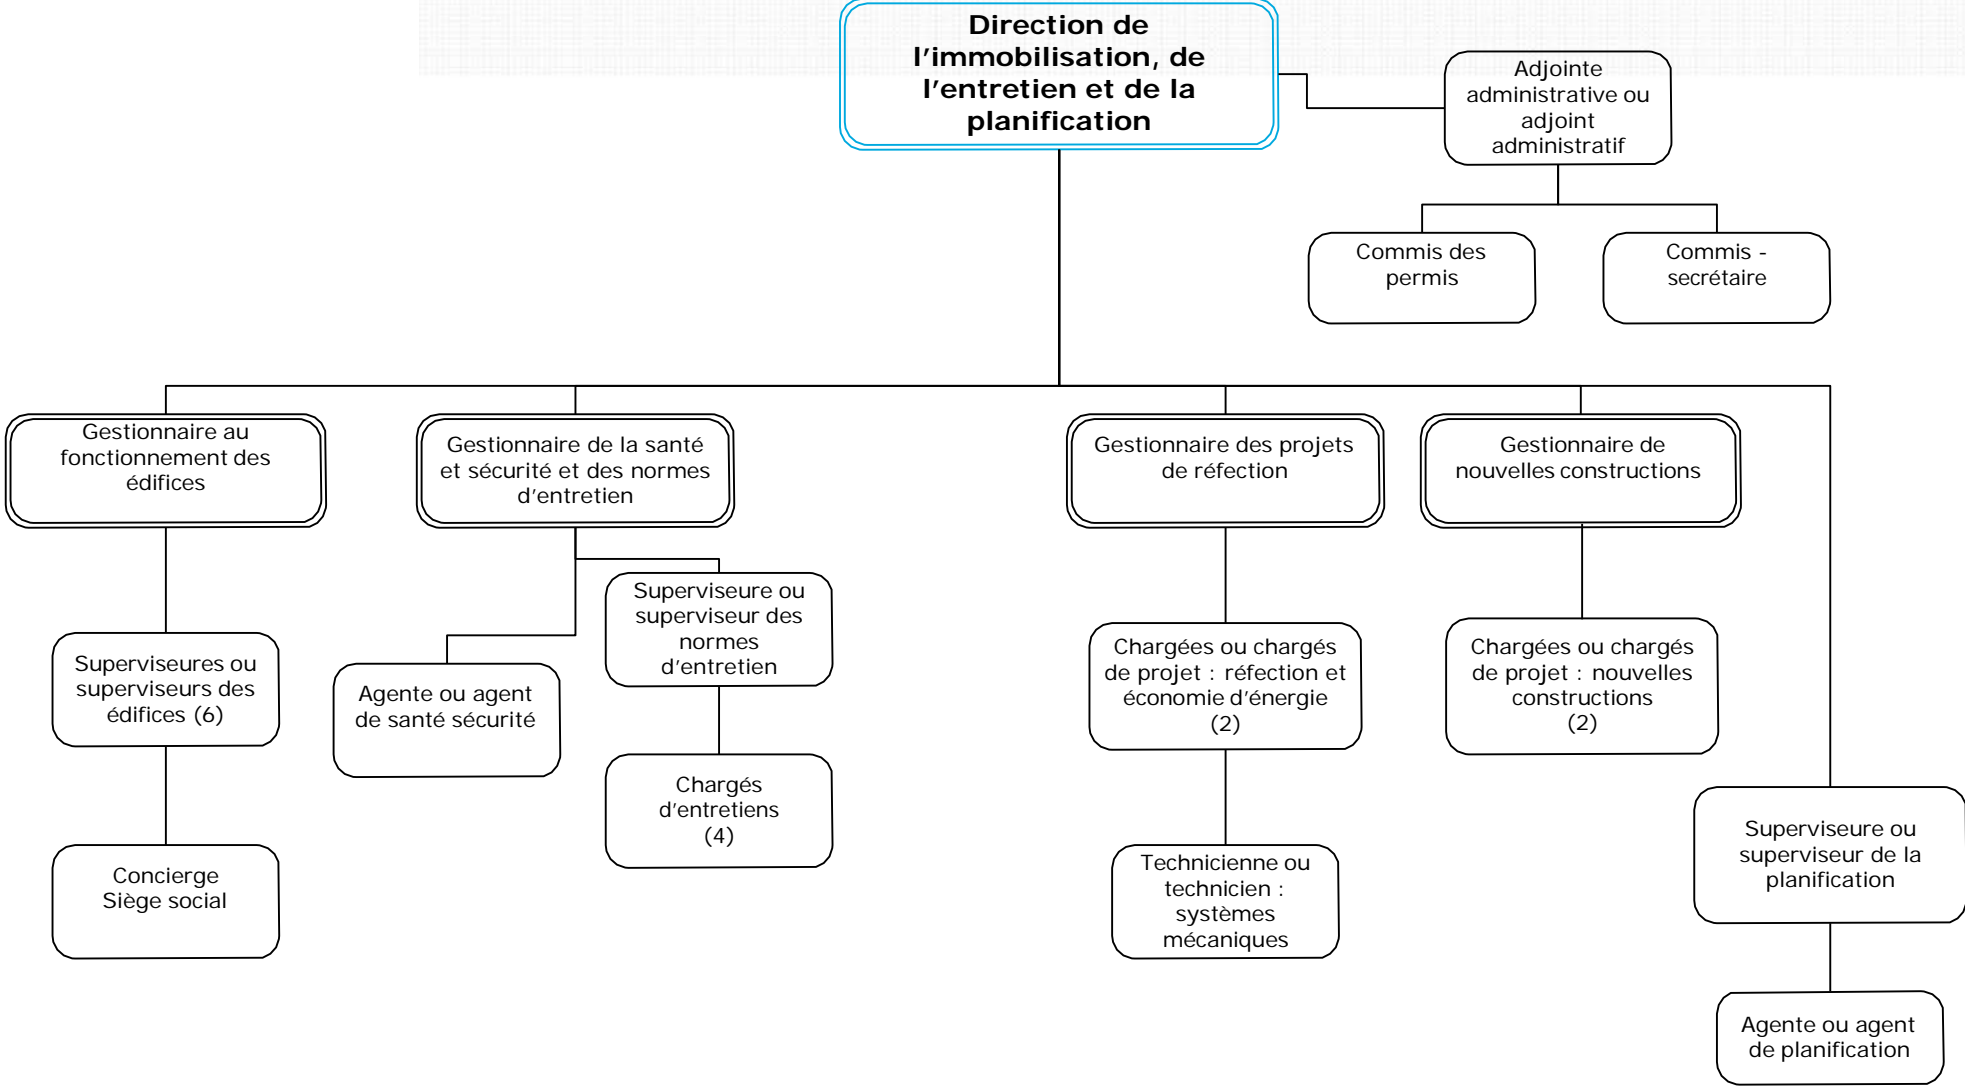 Direction de
l'immobilisation, de
l'entretien et de la
planification
Adjointe
administrative ou
adjoint
administratif
Commis des
permis
Commis -
secrétaire
Gestionnaire au
fonctionnement des
édifices
Gestionnaire de la santé
et sécurité et des normes
d'entretien
Gestionnaire des projets
de réfection
Gestionnaire de
nouvelles constructions
Superviseures ou
superviseurs des
édifices (6)
Agente ou agent
de santé sécurité
Superviseure ou
superviseur des
normes
d'entretien
Chargées ou chargés
de projet : réfection et
économie d'énergie
(2)
Chargées ou chargés
de projet : nouvelles
constructions
(2)
Concierge
Siège social
Chargés
d'entretiens
(4)
Technicienne ou
technicien :
systèmes
mécaniques
Superviseure ou
superviseur de la
planification
Agente ou agent
de planification